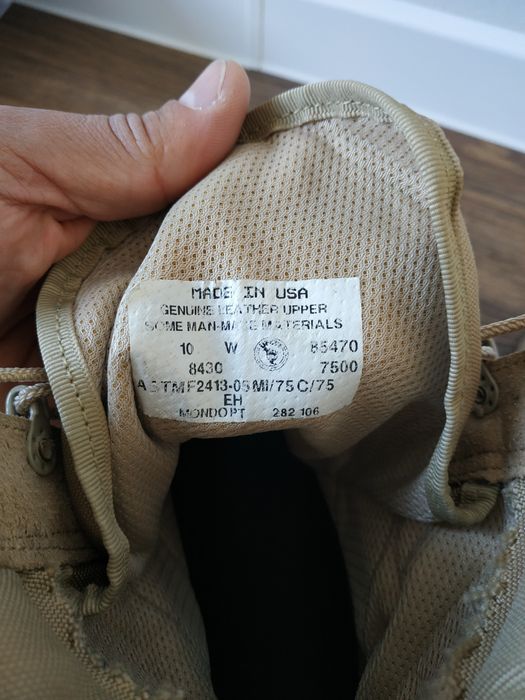 MADE IN USA
GENUINE LEATHER UPPER
SOME MAN-MADE MATERIALS
10 W 85470
8430 7500
ASTM F2413-05 MI/75 C/75
EH
MONDOPT 282 106